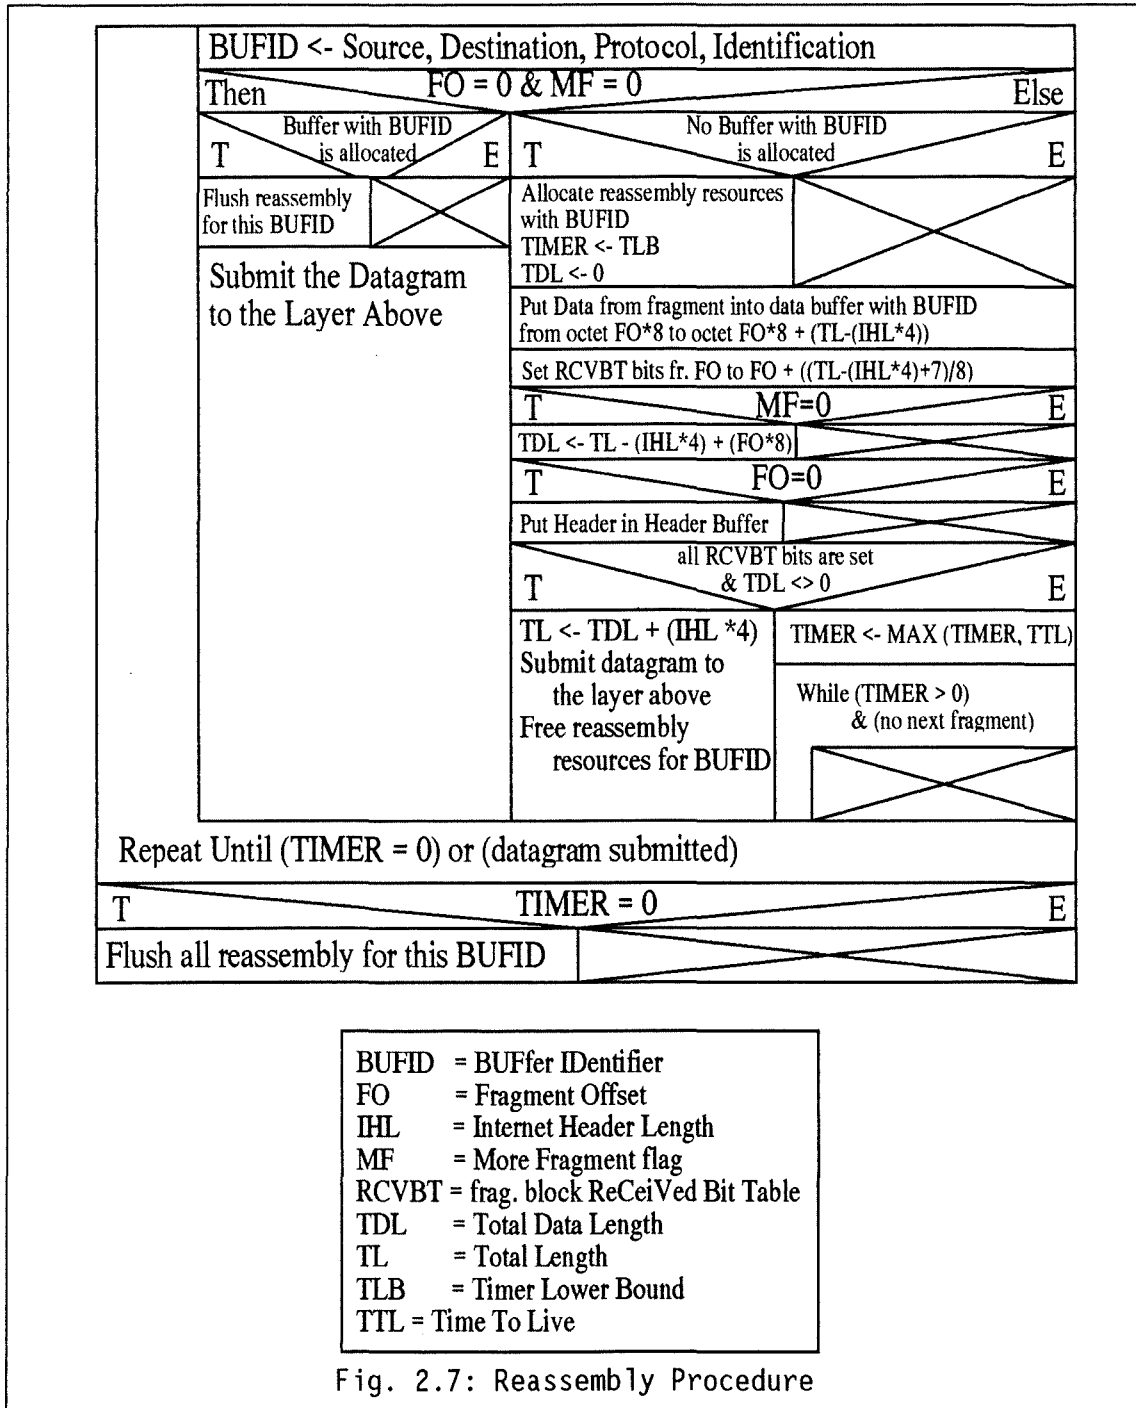 BUFID <- Source, Destination, Protocol, Identification
FO = 0 & MF = 0
Then
Else
Buffer with BUFID
is allocated
T
E
No Buffer with BUFID
is allocated
T
E
Flush reassembly
for this BUFID
Submit the Datagram
to the Layer Above
Allocate reassembly resources
with BUFID
TIMER <- TLB
TDL <- 0
Put Data from fragment into data buffer with BUFID
from octet FO*8 to octet FO*8 + (TL-(IHL*4))
Set RCVBT bits fr. FO to FO + ((TL-(IHL*4)+7)/8)
T
MF=0
E
TDL <- TL - (IHL*4) + (FO*8)
T
FO=0
E
Put Header in Header Buffer
all RCVBT bits are set
& TDL <> 0
T
E
TL <- TDL + (IHL *4)
Submit datagram to
the layer above
Free reassembly
resources for BUFID
TIMER <- MAX (TIMER, TTL)
While (TIMER > 0)
& (no next fragment)
Repeat Until (TIMER = 0) or (datagram submitted)
T
TIMER = 0
E
Flush all reassembly for this BUFID
BUFID = BUFfer IDentifier
FO = Fragment Offset
IHL = Internet Header Length
MF = More Fragment flag
RCVBT = frag. block ReCeiVed Bit Table
TDL = Total Data Length
TL = Total Length
TLB = Timer Lower Bound
TTL = Time To Live
Fig. 2.7: Reassembly Procedure